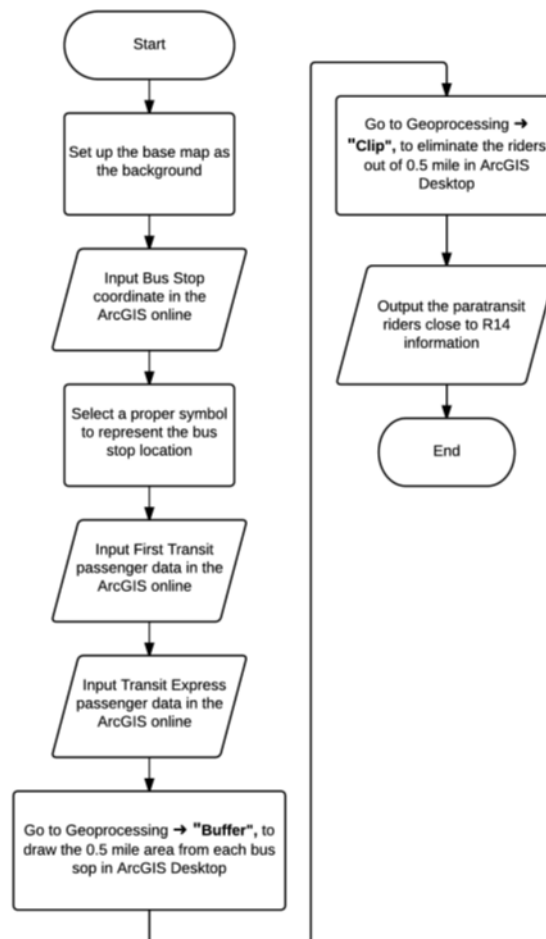 Start
Set up the base map as
the background
Input Bus Stop
coordinate in the
ArcGIS online
Select a proper symbol
to represent the bus
stop location
Input First Transit
passenger data in the
ArcGIS online
Input Transit Express
passenger data in the
ArcGIS online
Go to Geoprocessing ➔ "Buffer", to
draw the 0.5 mile area from each bus
sop in ArcGIS Desktop
Go to Geoprocessing ➔
"Clip", to eliminate the riders
out of 0.5 mile in ArcGIS
Desktop
Output the paratransit
riders close to R14
information
End